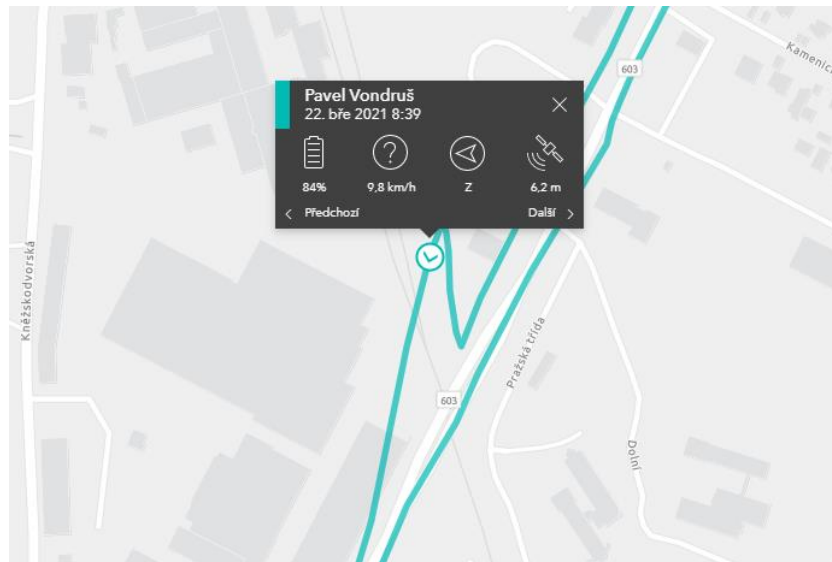 Kamenic
603
Pavel Vondruš
22. bře 2021 8:39
84%
9,8 km/h
Z
6,2 m
Předchozí
Další
Kněžskodvorská
Pražská třída
603
Dolní